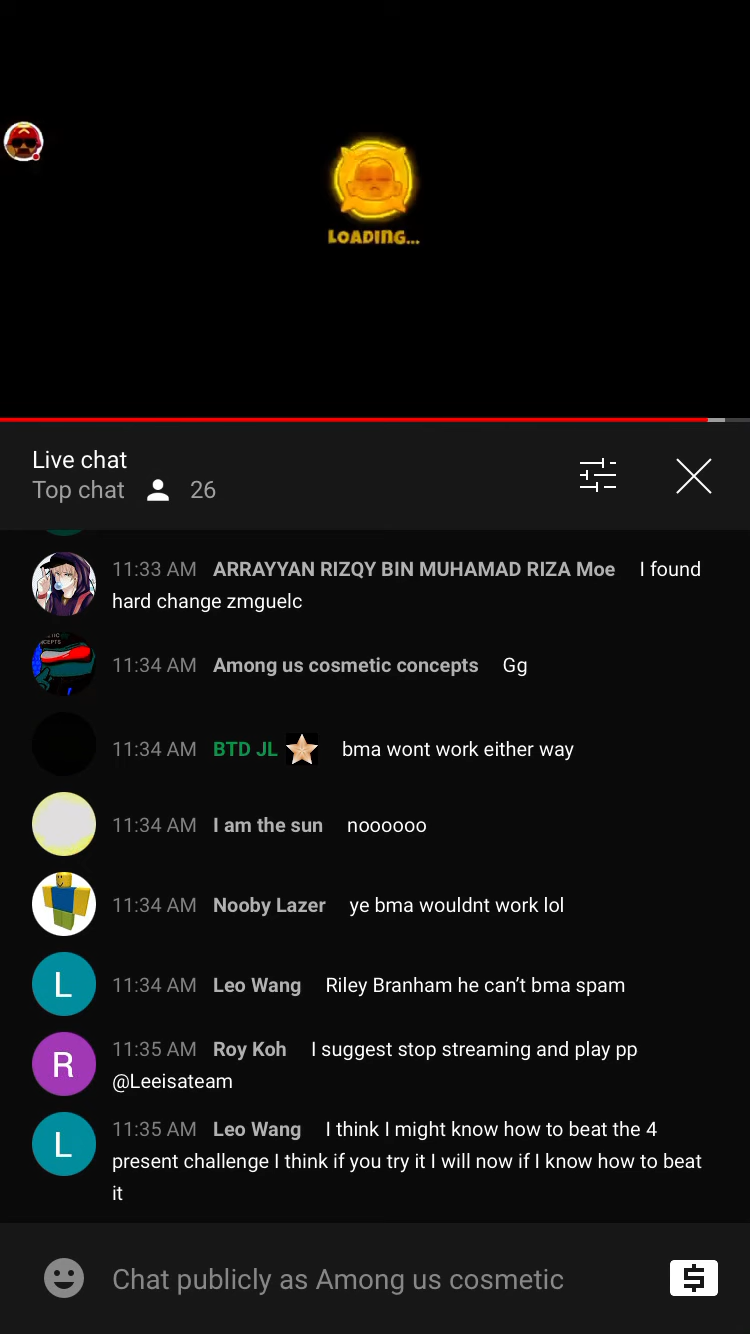 LOADING...
Live chat
Top chat 26
11:33 AM ARRAYYAN RIZQY BIN MUHAMAD RIZA Moe I found
hard change zmguelc
11:34 AM Among us cosmetic concepts Gg
11:34 AM BTD JL bma wont work either way
11:34 AM I am the sun noooooo
11:34 AM Nooby Lazer ye bma wouldnt work lol
L
11:34 AM Leo Wang Riley Branham he can’t bma spam
R
11:35 AM Roy Koh I suggest stop streaming and play pp
@Leeisateam
L
11:35 AM Leo Wang I think I might know how to beat the 4
present challenge I think if you try it I will now if I know how to beat
it
Chat publicly as Among us cosmetic
$